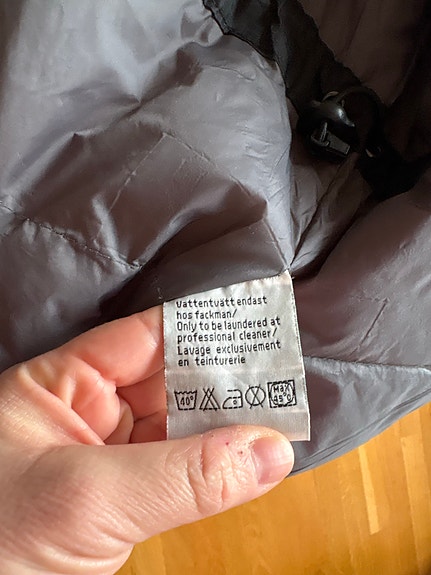 Vattentvätt endast
hos fackman/
Only to be laundered at
professional cleaner/
Lavage exclusivement
en teinturerie
40° MAX 45°C